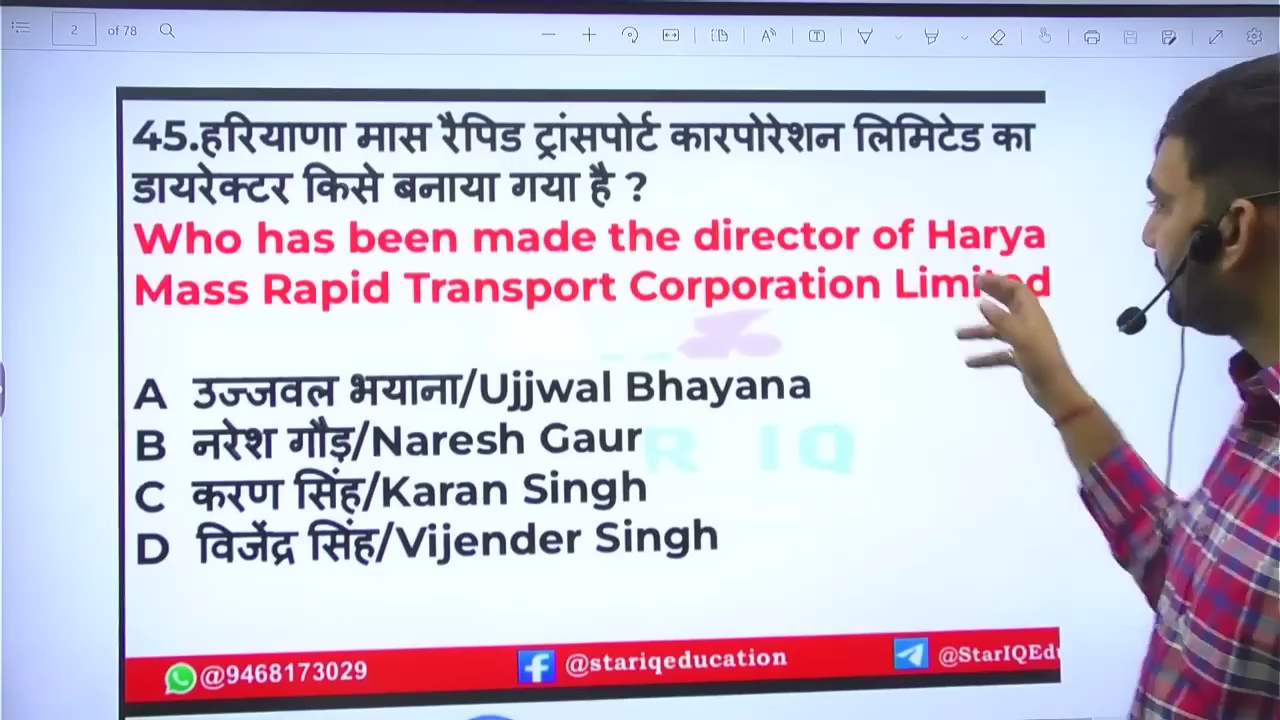 2 of 78
45.हरियाणा मास रैपिड ट्रांसपोर्ट कारपोरेशन लिमिटेड का
डायरेक्टर किसे बनाया गया है ?
Who has been made the director of Harya
Mass Rapid Transport Corporation Limited
A उज्जवल भयाना/Ujjwal Bhayana
R IQ
B नरेश गौड़/Naresh Gaur
C करण सिंह/Karan Singh
D विजेंद्र सिंह/Vijender Singh
@9468173029 @stariqeducation @StarIQEdu